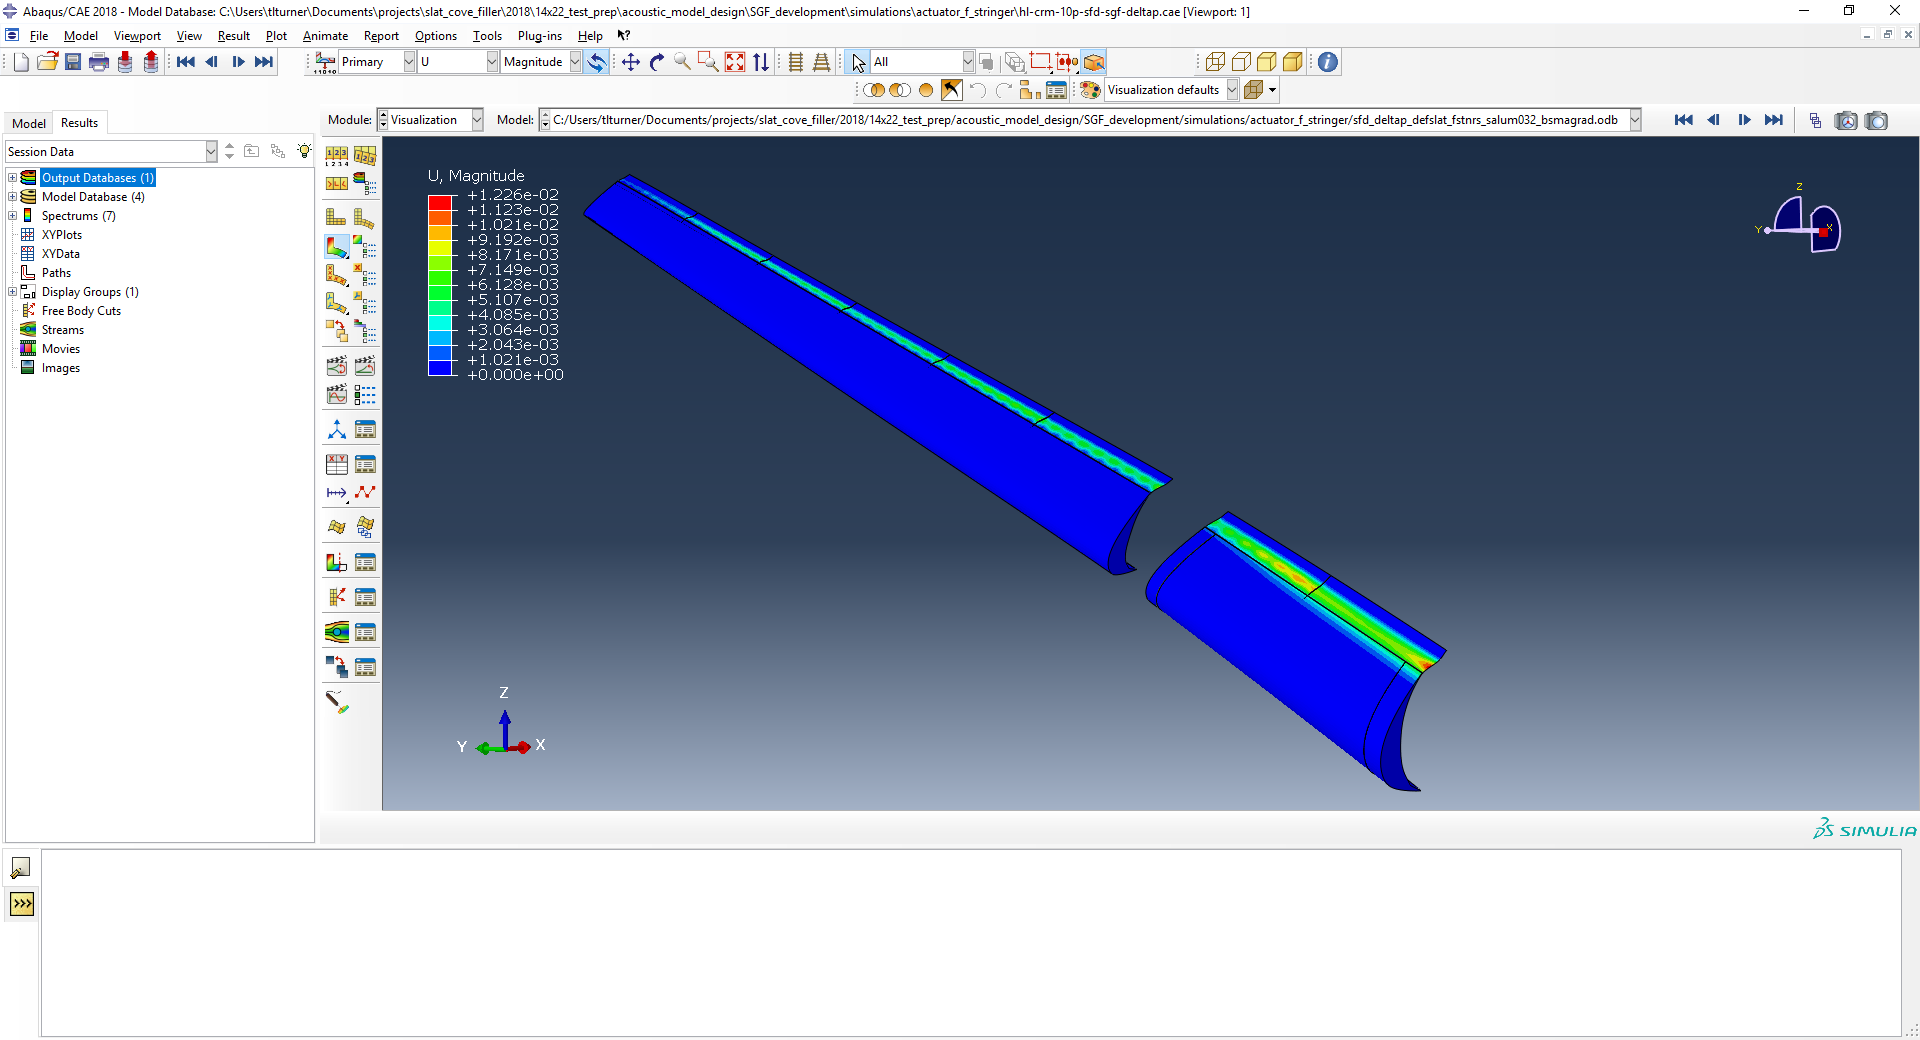 Abaqus/CAE 2018 - Model Database: C:\Users\tlturner\Documents\projects\slat_cove_filler\2018\14x22_test_prep\acoustic_model_design\SGF_development\simulations\actuator_f_stringer\hl-crm-10p-sfd-sgf-deltap.cae [Viewport: 1]
File Model Viewport View Result Plot Animate Report Options Tools Plug-ins Help
Primary U Magnitude All
Visualization defaults
Model Results
Module: Visualization Model: C:/Users/tlturner/Documents/projects/slat_cove_filler/2018/14x22_test_prep/acoustic_model_design/SGF_development/simulations/actuator_f_stringer/sfd_deltap_defslat_fstnrs_salum032_bsmagrad.odb
Session Data
Output Databases (1)
Model Database (4)
Spectrums (7)
XYPlots
XYData
Paths
Display Groups (1)
Free Body Cuts
Streams
Movies
Images
U, Magnitude
+1.226e-02
+1.123e-02
+1.021e-02
+9.192e-03
+8.171e-03
+7.149e-03
+6.128e-03
+5.107e-03
+4.085e-03
+3.064e-03
+2.043e-03
+1.021e-03
+0.000e+00
Z
Y X
Z
Y X
SIMULIA